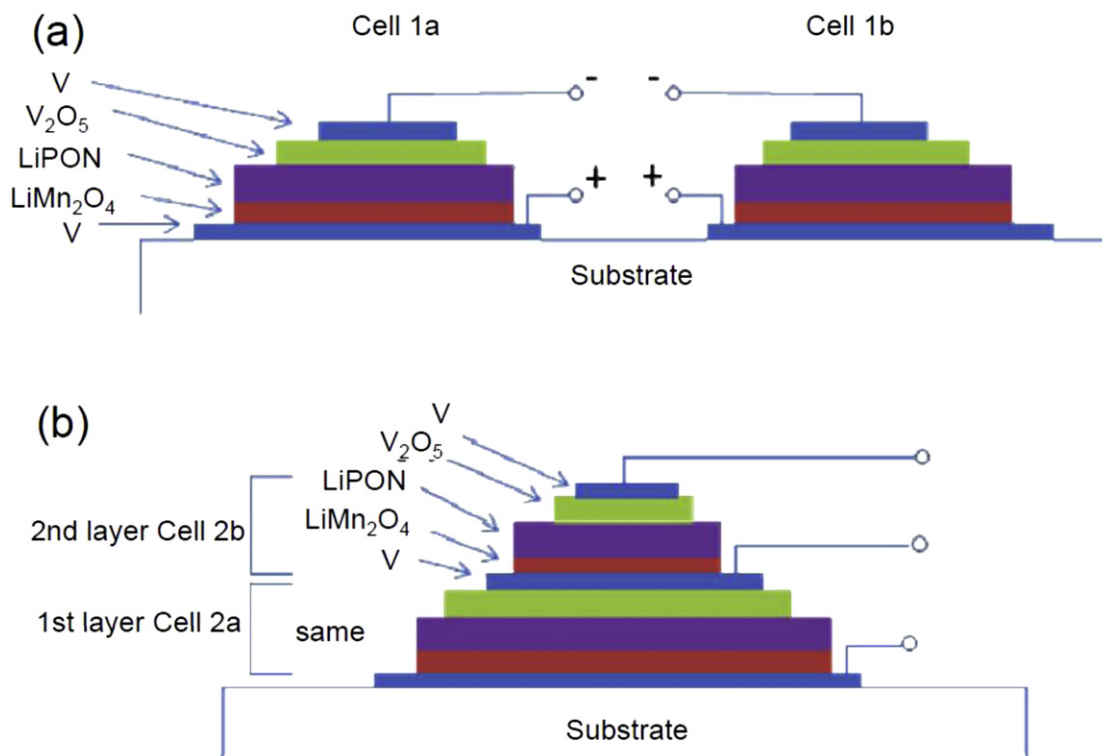 (a)
Cell 1a
Cell 1b
V
V₂O₅
LiPON
LiMn₂O₄
V
-
-
+
+
Substrate
(b)
V
V₂O₅
LiPON
LiMn₂O₄
V
2nd layer Cell 2b
1st layer Cell 2a
same
Substrate